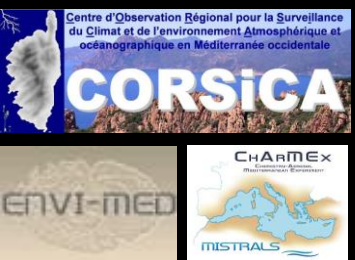 Centre d'Observation Régional pour la Surveillance
du Climat et de l'environnement Atmosphérique et
océanographique en Méditerranée occidentale
CORSiCA
ENVI-MED
CHARMEX
CHEMISTRY-AEROSOL
MEDITERRANEAN EXPERIMENT
MISTRALS